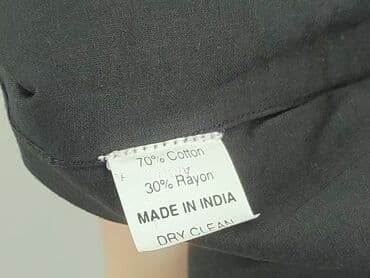 70% Cotton
30% Rayon
MADE IN INDIA
DRY CLEAN